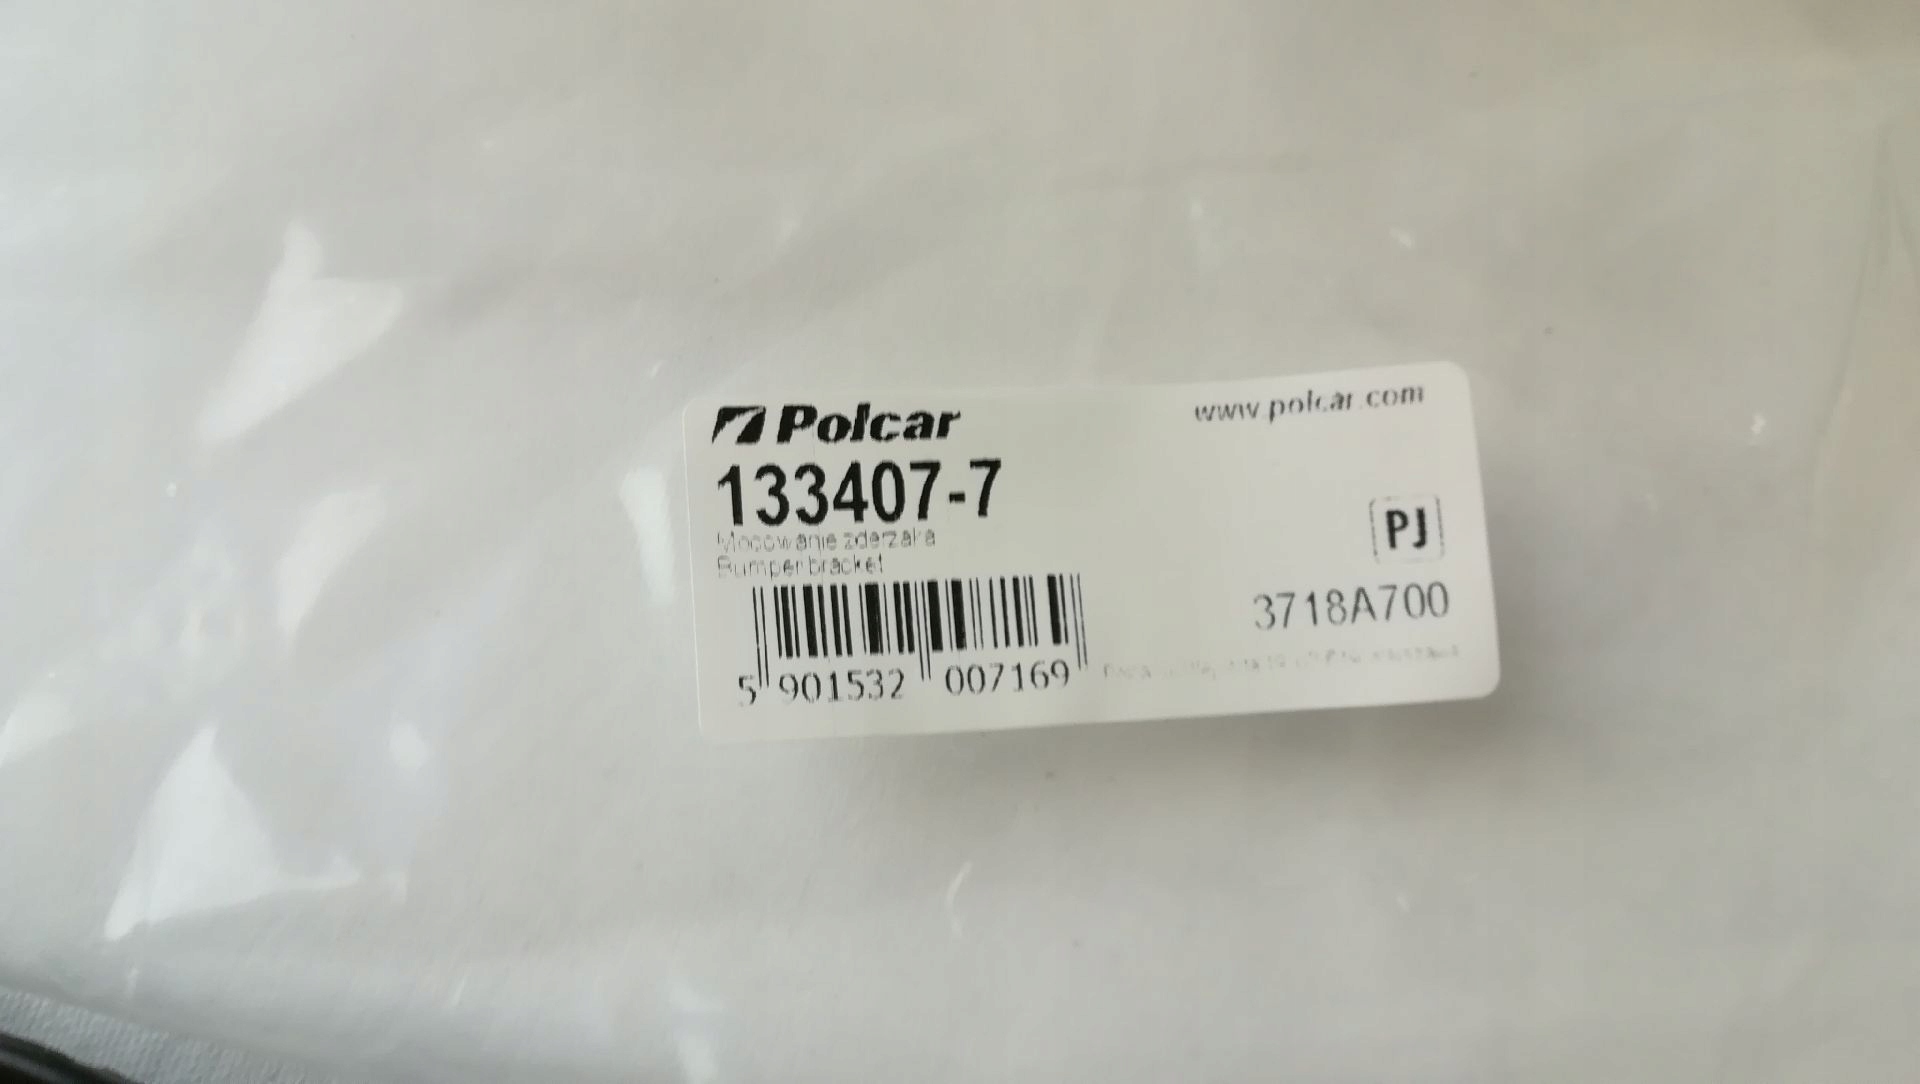 Polcar
www.polcar.com
133407-7
Mocowanie zderzaka
Bumper bracket
PJ
3718A700
5 901532 007169